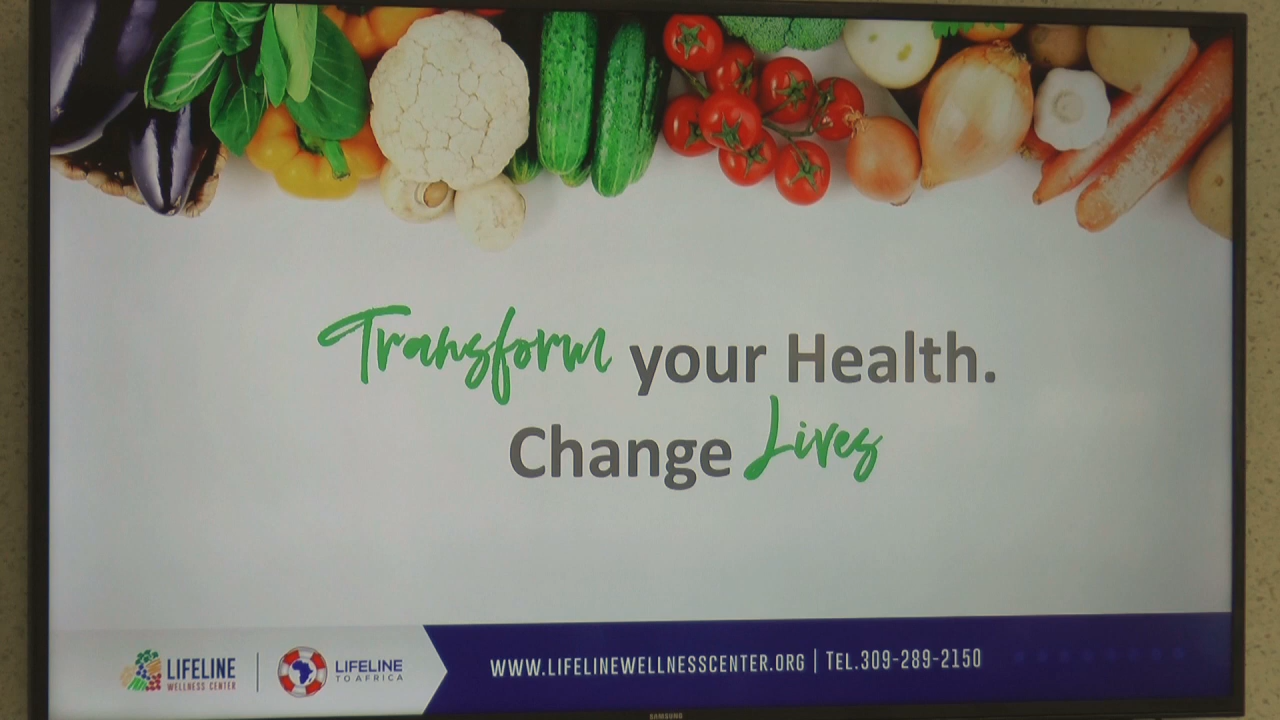 Transform your Health.
Change Lives
LIFELINE
WELLNESS CENTER
LIFELINE
TO AFRICA
WWW.LIFELINEWELLNESSCENTER.ORG | TEL.309-289-2150
SAMSUNG